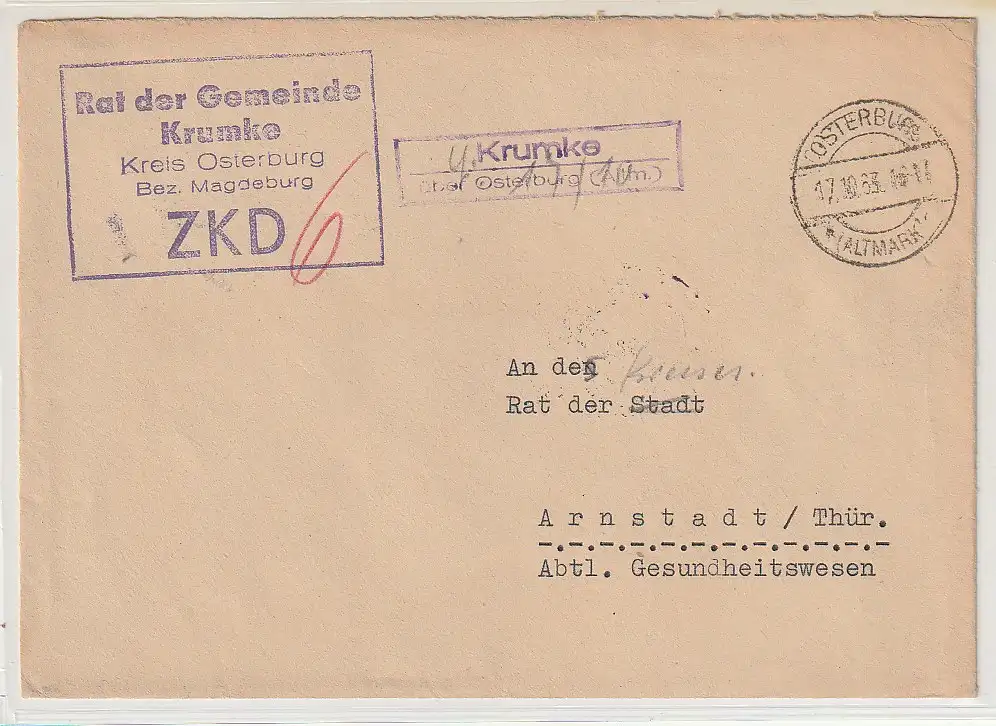 Rat der Gemeinde
Krumke
Kreis Osterburg
Bez. Magdeburg
ZKD
6
Krumke
über Osterburg (Altm.)
OSTERBURG
17.10.63.
(ALTMARK)
An den
Rat der Stadt
Arnstadt / Thür.
-.-.-.-.-.-.-.-.-.-.-.-
Abtl. Gesundheitswesen